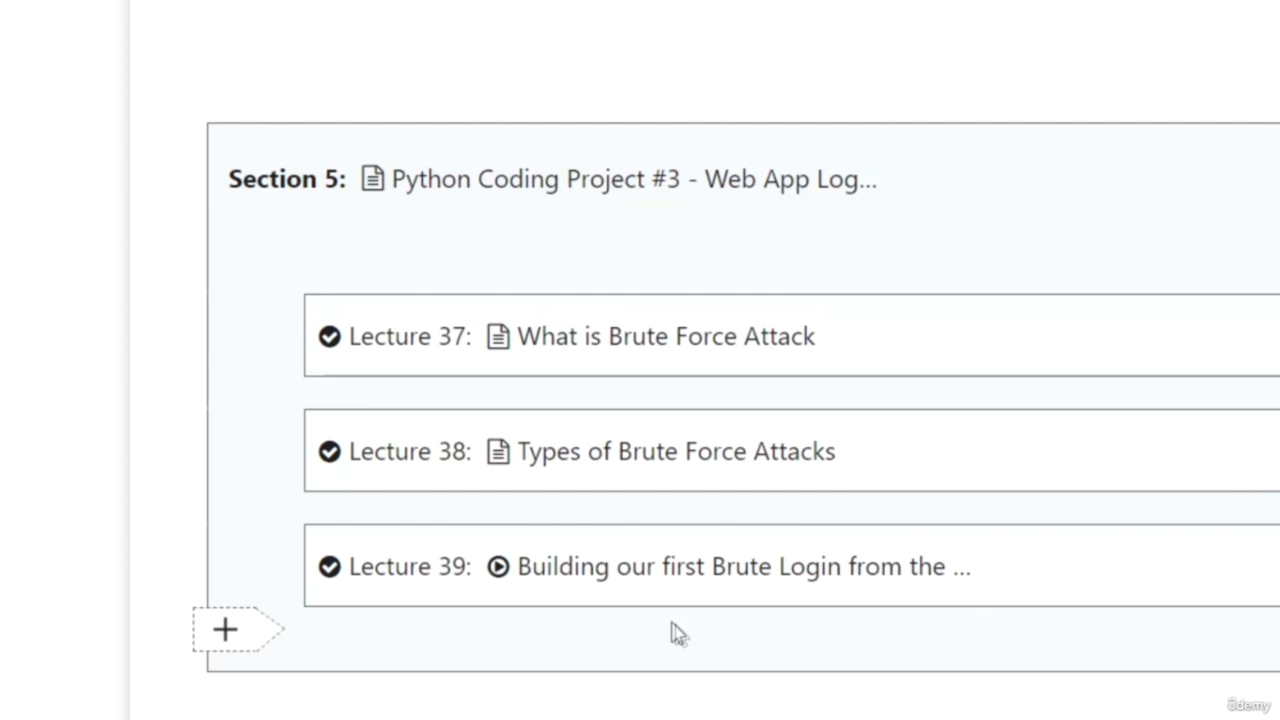 Section 5: Python Coding Project #3 - Web App Log...
Lecture 37: What is Brute Force Attack
Lecture 38: Types of Brute Force Attacks
Lecture 39: Building our first Brute Login from the ...
ûdemy